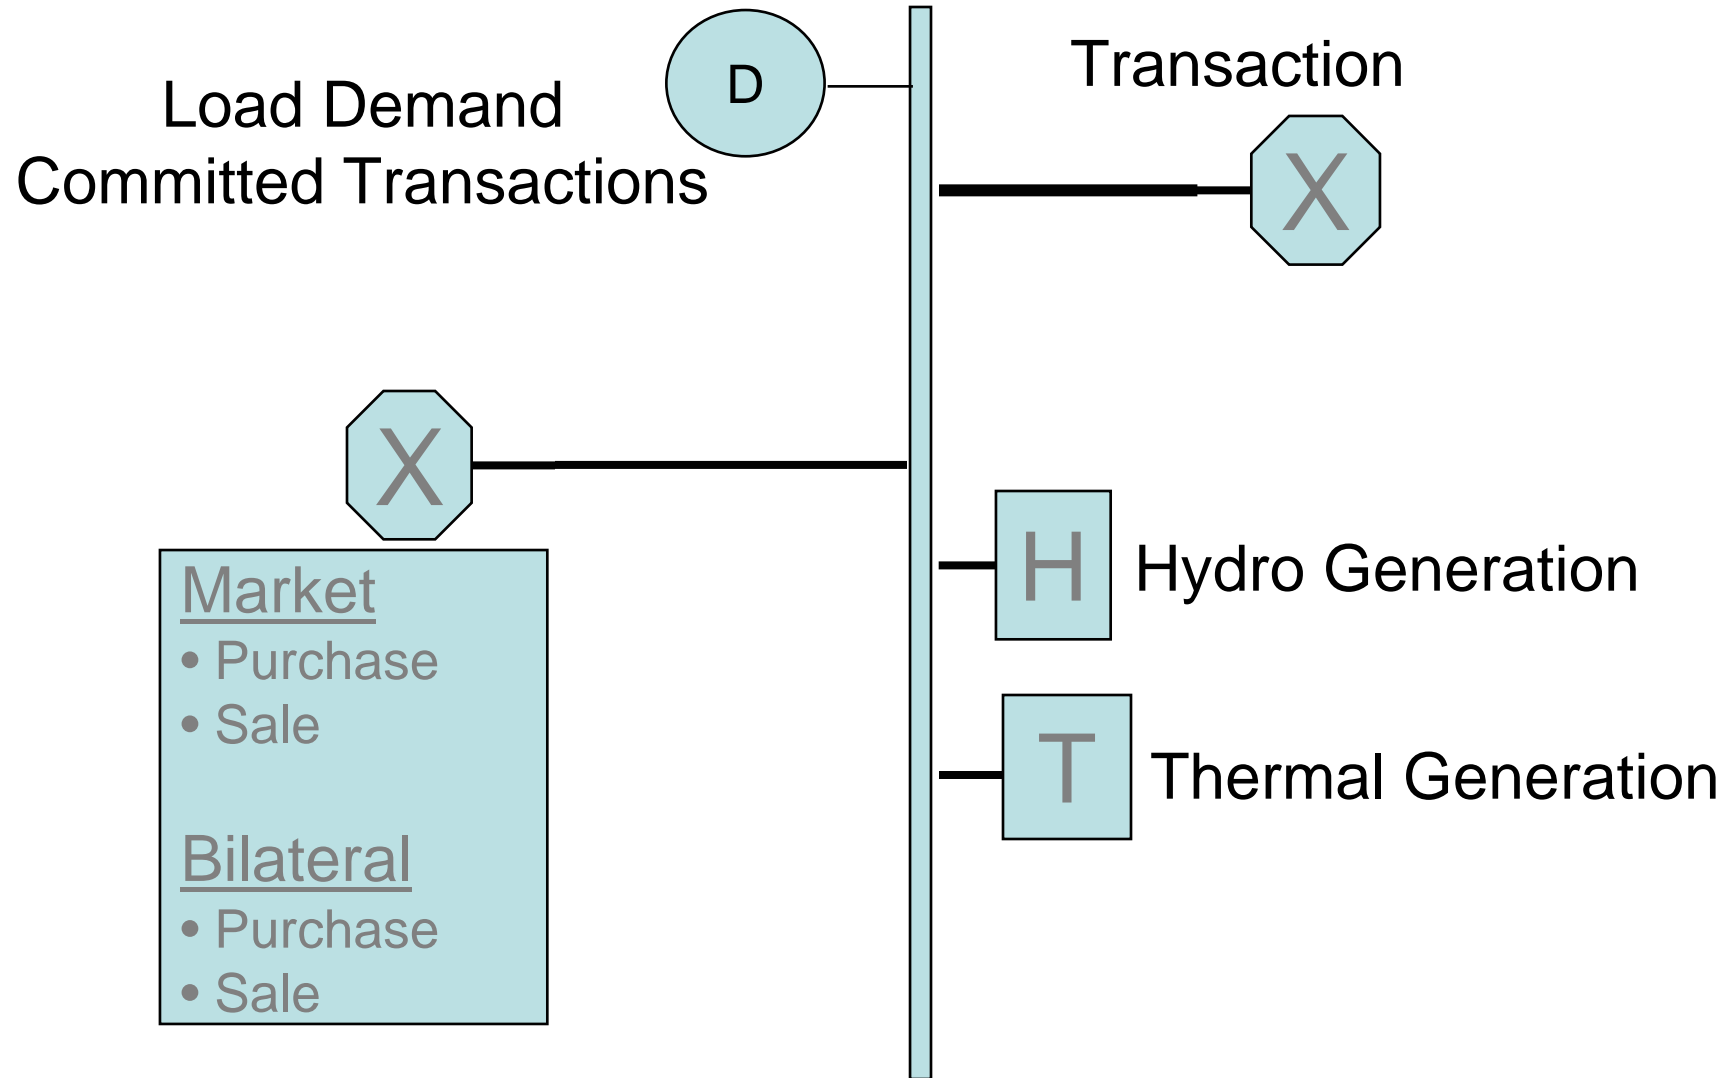 Load Demand
Committed Transactions
D
Transaction
X
X
Market
• Purchase
• Sale
Bilateral
• Purchase
• Sale
H
Hydro Generation
T
Thermal Generation